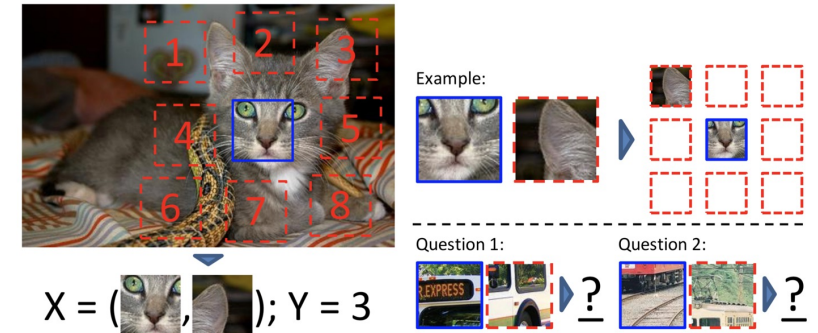 1 2 3
4 5
6 7 8
X = ( , ); Y = 3
Example:
Question 1:
R.EXPRESS
?
Question 2:
?